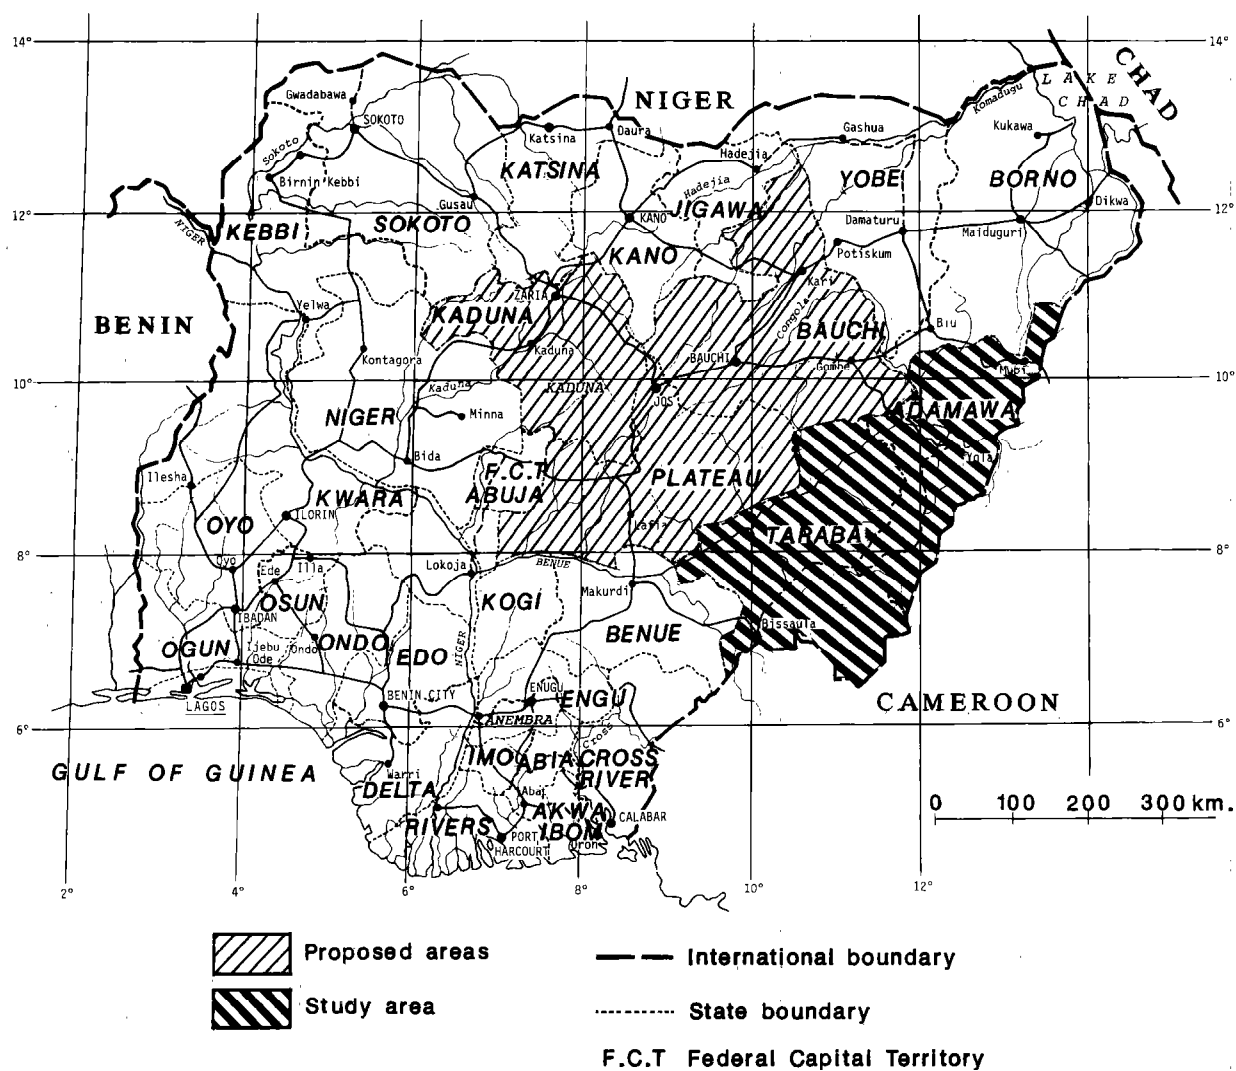 14°
14°
CHAD
LAKE
CHAD
NIGER
Komadugu
Gwadabawa
SOKOTO
Katsina
Daura
Gashua
Kukawa
Sokoto
Hadejia
KATSINA
YOBE
BORNO
Birnin Kebbi
Hadejia
Gusau
JIGAWA
Dikwa
12°
12°
NIGER
KEBBI
SOKOTO
KANO
Damaturu
Maiduguri
KANO
Potiskum
Kari
ZARIA
Yelwa
KADUNA
Congola
BAUCHI
Biu
BENIN
Kaduna
Kontagora
BAUCHI
Gombe
Mubi
10°
10°
Kaduna
KADUNA
JOS
NIGER
Minna
ADAMAWA
Bida
Yola
F.C.T
ABUJA
PLATEAU
Ilesha
KWARA
OYO
ILORIN
Lafia
TARABA
8°
8°
Oyo
Ede
Illa
Lokoja
BENUE
Makurdi
OSUN
KOGI
IBADAN
Bissaula
OGUN
Ijebu
Ode
Ondo
ONDO
EDO
NIGER
BENUE
LAGOS
BENIN CITY
ENUGU
ENGU
CAMEROON
6°
6°
ANEMBRA
Cross
GULF OF GUINEA
Warri
IMO
ABIA
CROSS
RIVER
DELTA
Aba
AKWA
IBOM
RIVERS
PORT
HARCOURT
Oron
CALABAR
0 100 200 300 km.
2°
4°
6°
8°
10°
12°
Proposed areas
International boundary
Study area
State boundary
F.C.T Federal Capital Territory